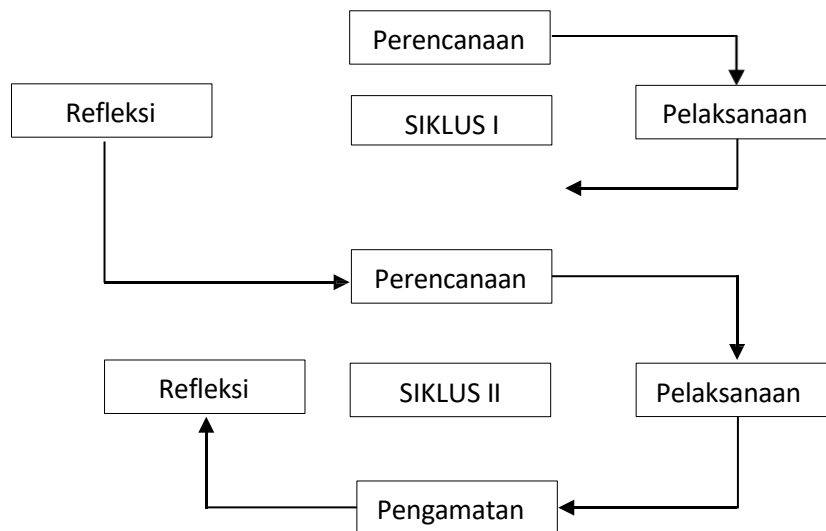 Perencanaan
Refleksi
SIKLUS I
Pelaksanaan
Perencanaan
Refleksi
SIKLUS II
Pelaksanaan
Pengamatan